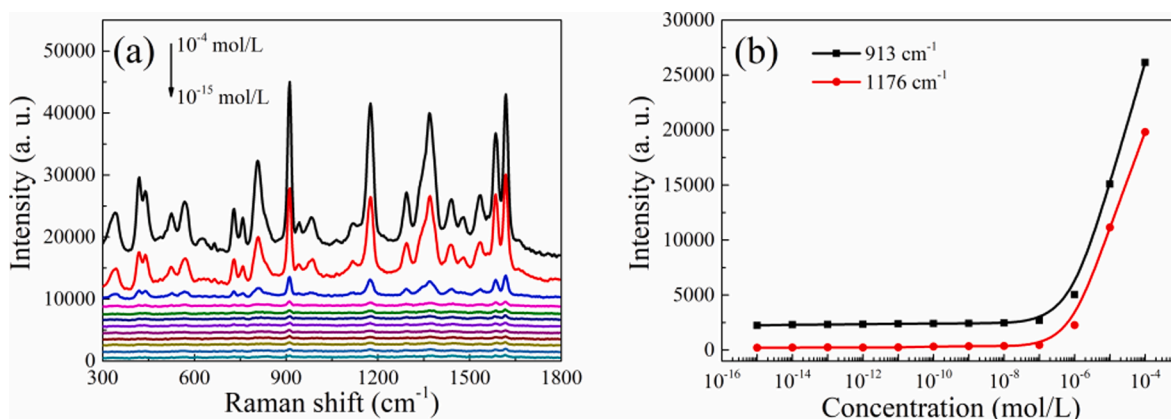 (a)
10⁻⁴ mol/L
10⁻¹⁵ mol/L
Intensity (a. u.)
50000
40000
30000
20000
10000
0
300 600 900 1200 1500 1800
Raman shift (cm⁻¹)
(b)
913 cm⁻¹
1176 cm⁻¹
Intensity (a. u.)
30000
25000
20000
15000
10000
5000
0
10⁻¹⁶ 10⁻¹⁴ 10⁻¹² 10⁻¹⁰ 10⁻⁸ 10⁻⁶ 10⁻⁴
Concentration (mol/L)